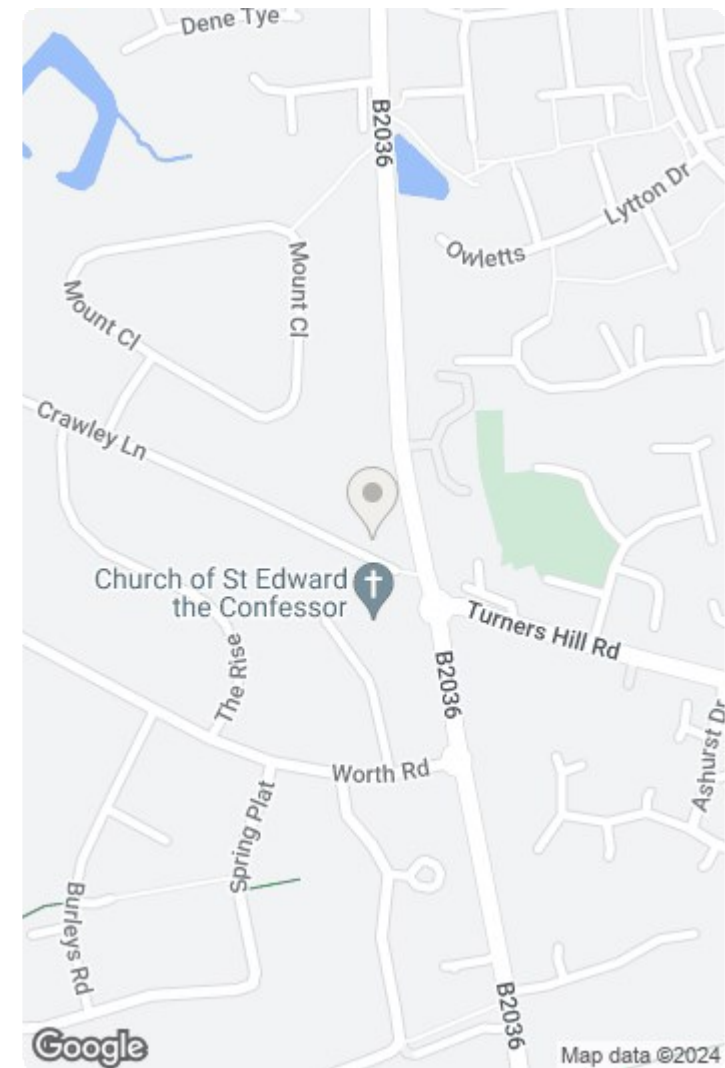 Dene Tye
B2036
Lytton Dr
Owletts
Mount Cl
Mount Cl
Crawley Ln
Church of St Edward
the Confessor
Turners Hill Rd
The Rise
B2036
Ashurst Dr
Worth Rd
Spring Plat
Burleys Rd
B2036
Google
Map data ©2024